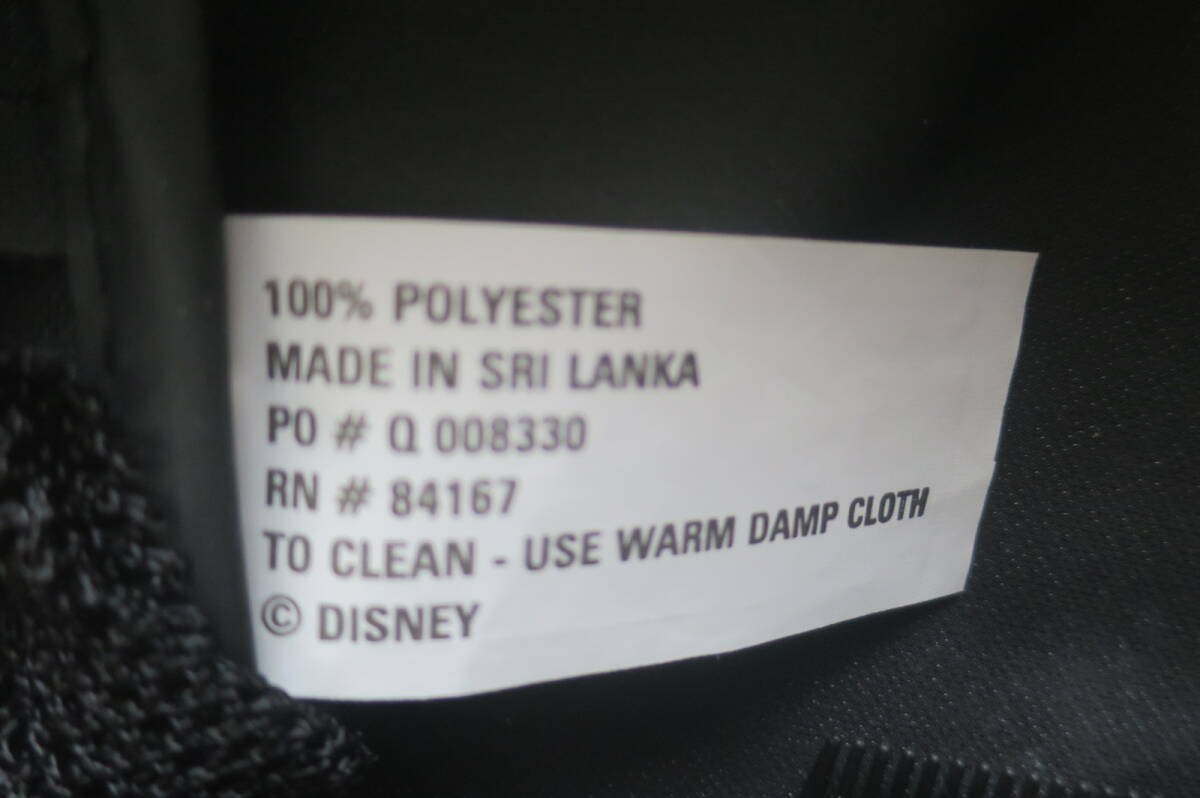 100% POLYESTER
MADE IN SRI LANKA
PO # Q 008330
RN # 84167
TO CLEAN - USE WARM DAMP CLOTH
© DISNEY